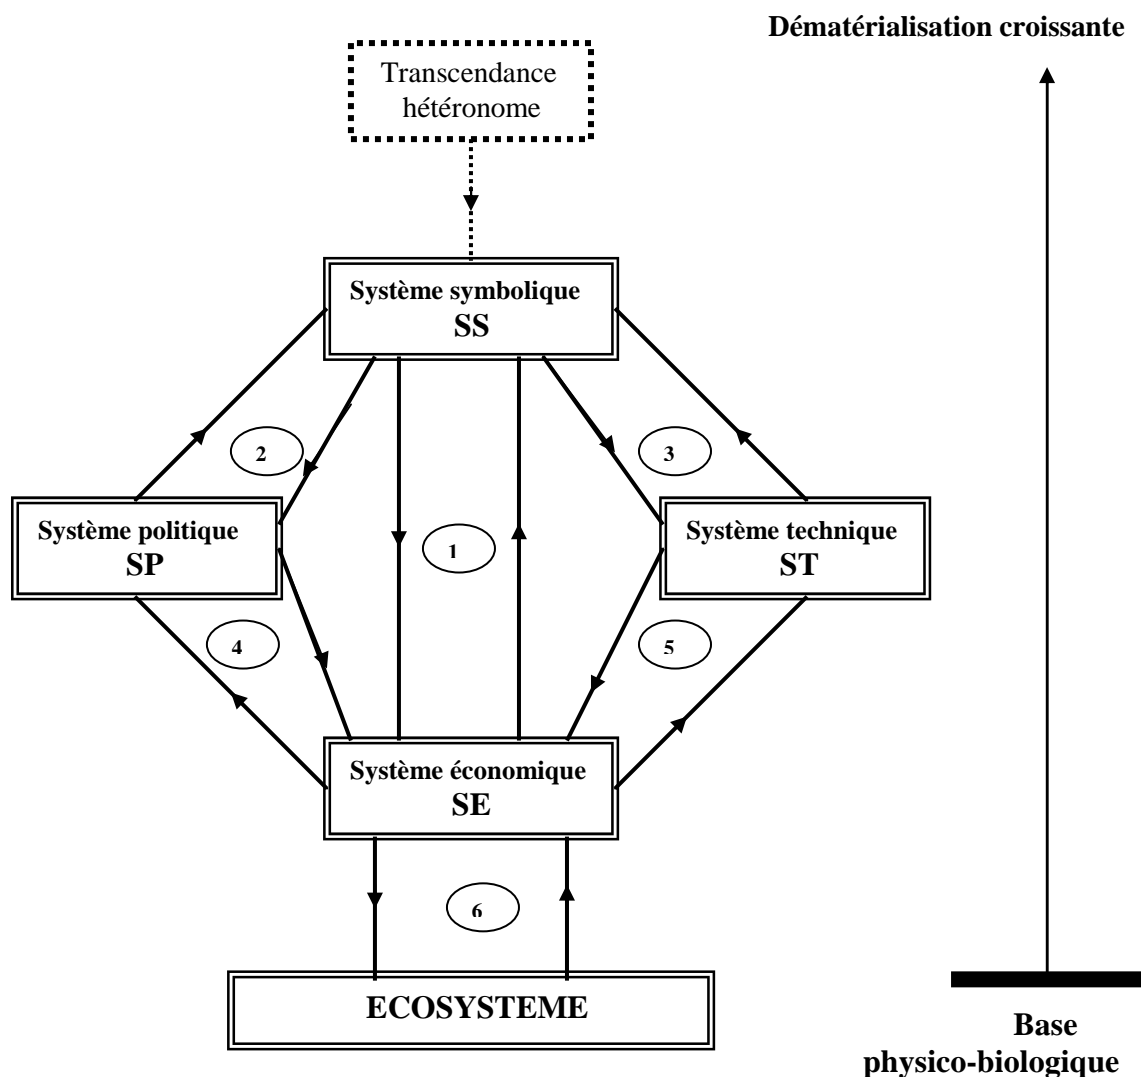 Dématérialisation croissante
Transcendance
hétéronome
Système symbolique
SS
2
3
Système politique
SP
1
Système technique
ST
4
5
Système économique
SE
6
ECOSYSTEME
Base
physico-biologique